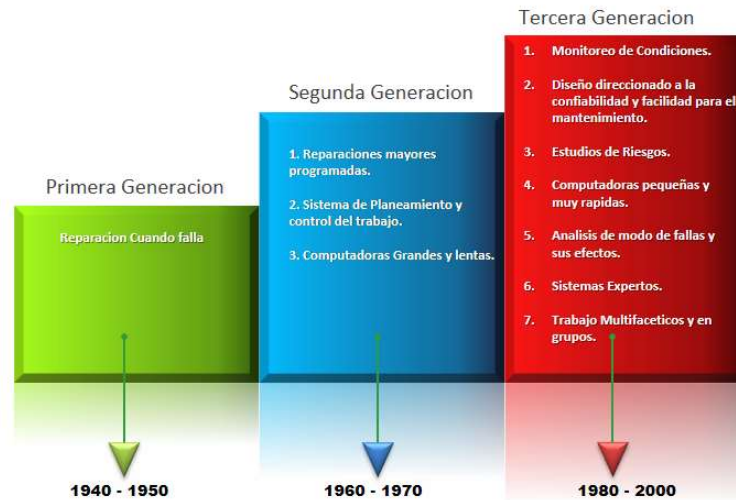 Primera Generacion
Reparacion Cuando falla
1940 - 1950
Segunda Generacion
1. Reparaciones mayores
programadas.
2. Sistema de Planeamiento y
control del trabajo.
3. Computadoras Grandes y lentas.
1960 - 1970
Tercera Generacion
1. Monitoreo de Condiciones.
2. Diseño direccionado a la
confiabilidad y facilidad para el
mantenimiento.
3. Estudios de Riesgos.
4. Computadoras pequeñas y
muy rapidas.
5. Analisis de modo de fallas y
sus efectos.
6. Sistemas Expertos.
7. Trabajo Multifaceticos y en
grupos.
1980 - 2000